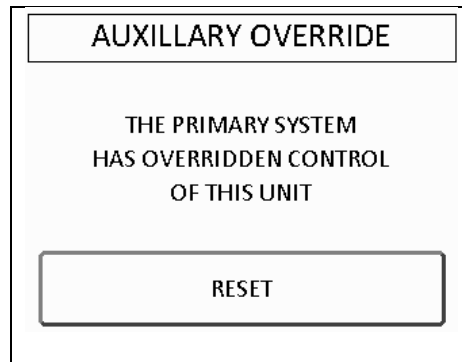 AUXILLARY OVERRIDE
THE PRIMARY SYSTEM
HAS OVERRIDDEN CONTROL
OF THIS UNIT
RESET